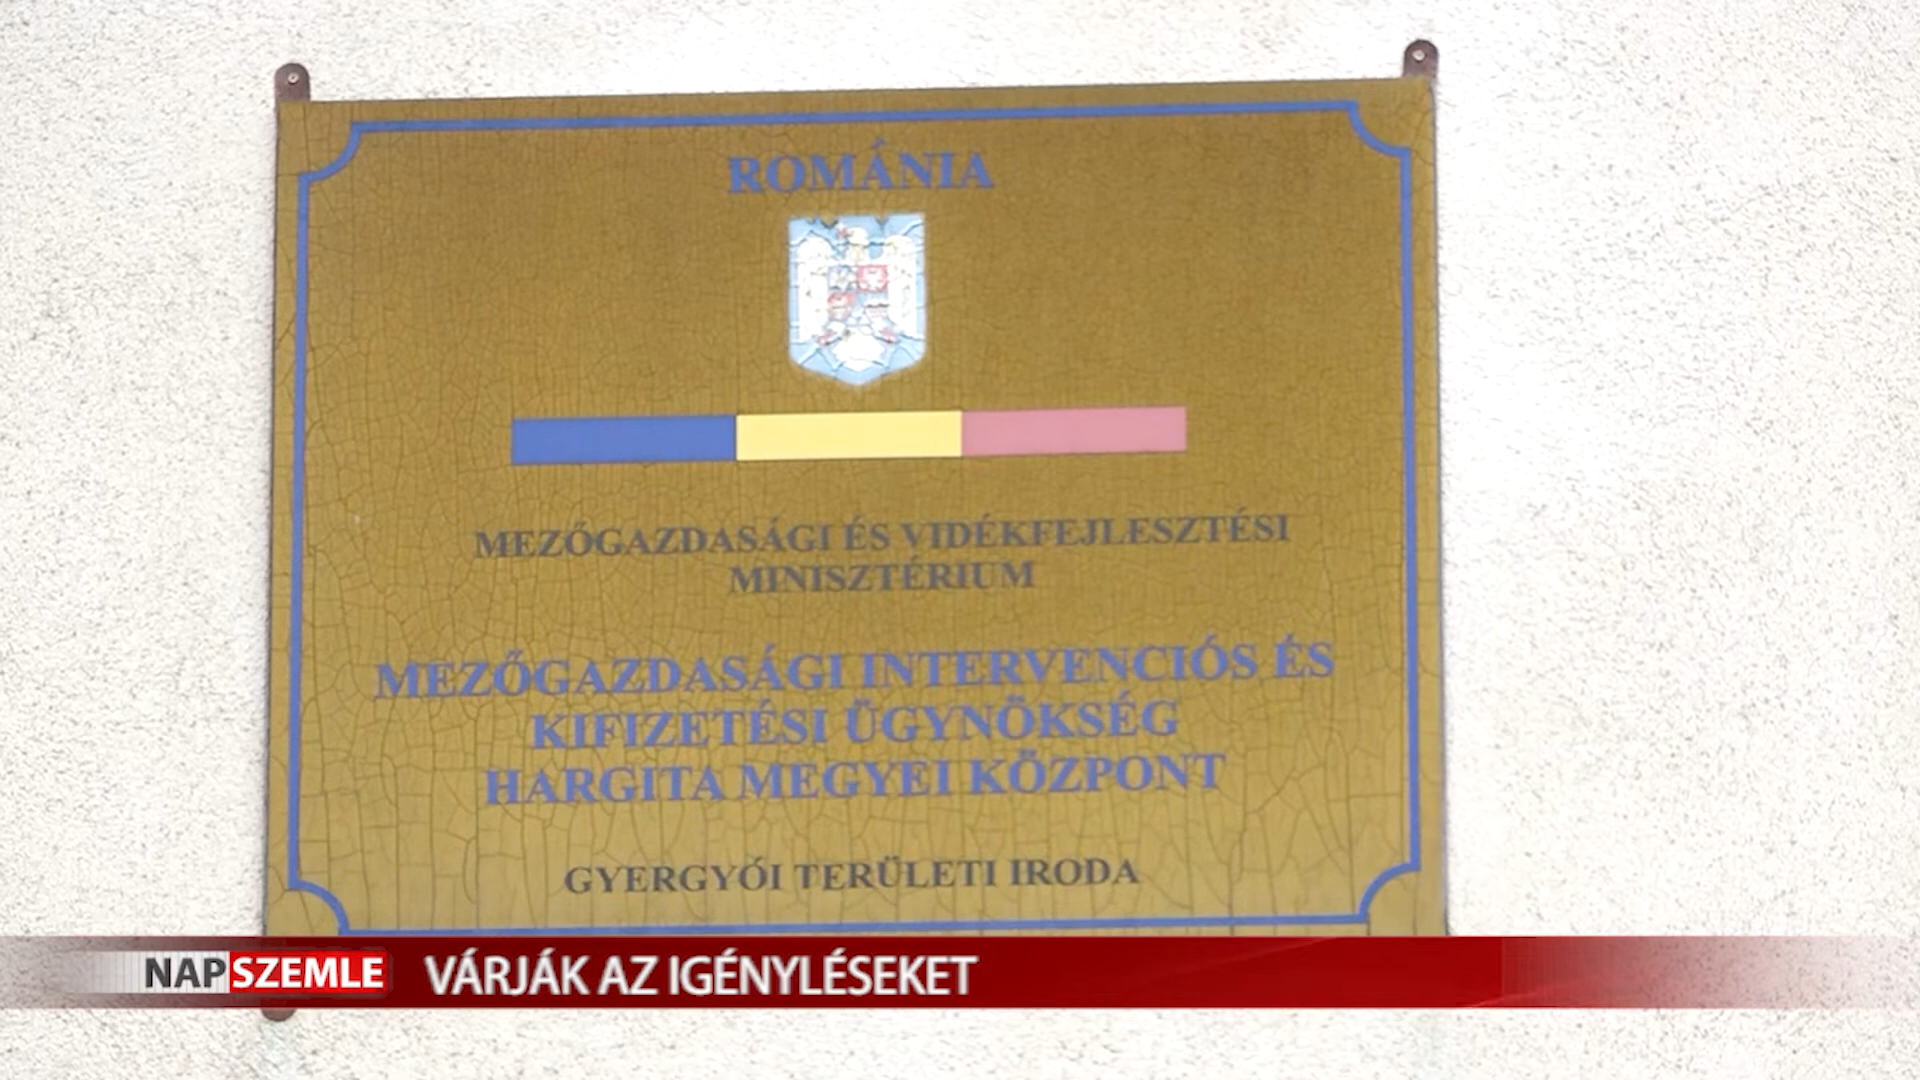 ROMÁNIA
MEZŐGAZDASÁGI ÉS VIDÉKFEJLESZTÉSI
MINISZTÉRIUM
MEZŐGAZDASÁGI INTERVENCIÓS ÉS
KIFIZETÉSI ÜGYNÖKSÉG
HARGITA MEGYEI KÖZPONT
GYERGYÓI TERÜLETI IRODA
NAPSZEMLE VÁRJÁK AZ IGÉNYLÉSEKET